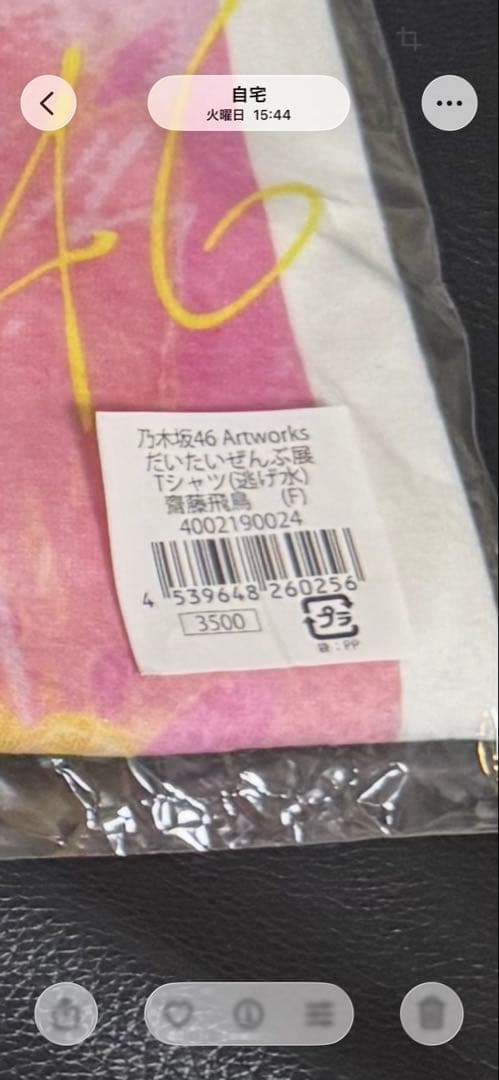 自宅
火曜日 15:44
46
乃木坂46 Artworks
だいたいぜんぶ展
Tシャツ(逃げ水)
齋藤飛鳥 (F)
4002190024
4 539648 260256
3500
プラ
袋:PP